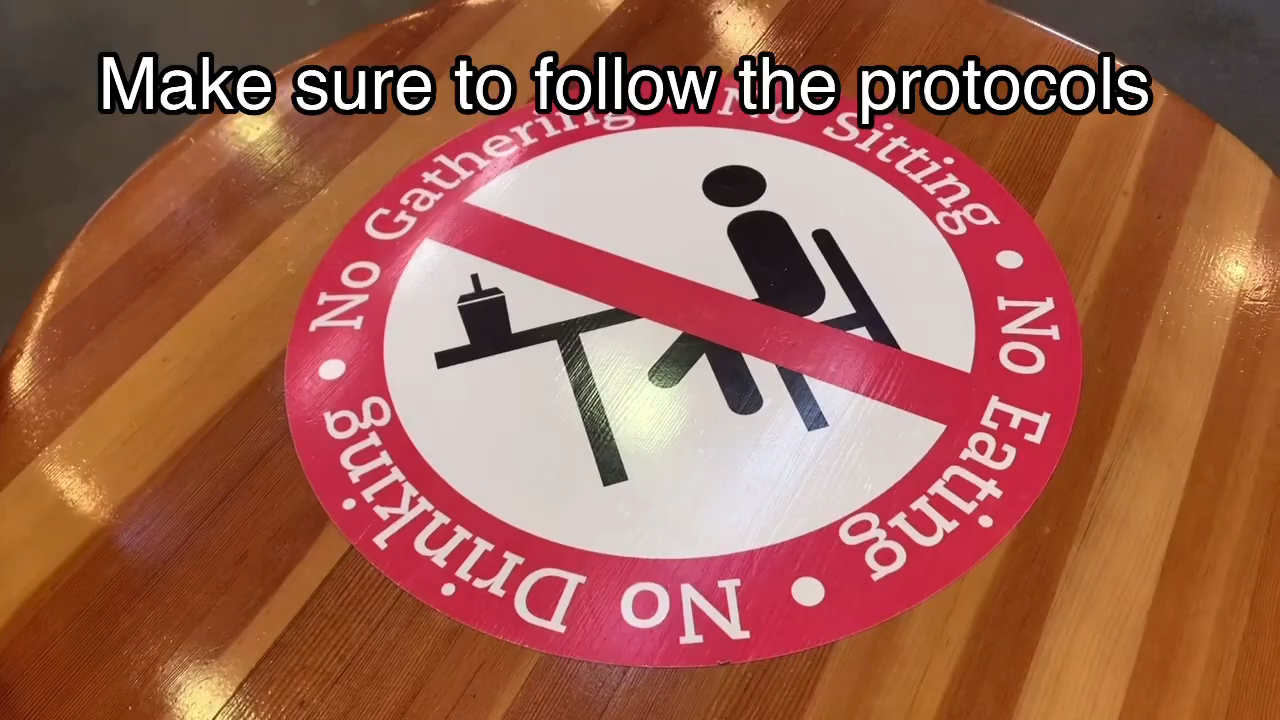 Make sure to follow the protocols
No Gathering
No Sitting
No Eating
No Drinking